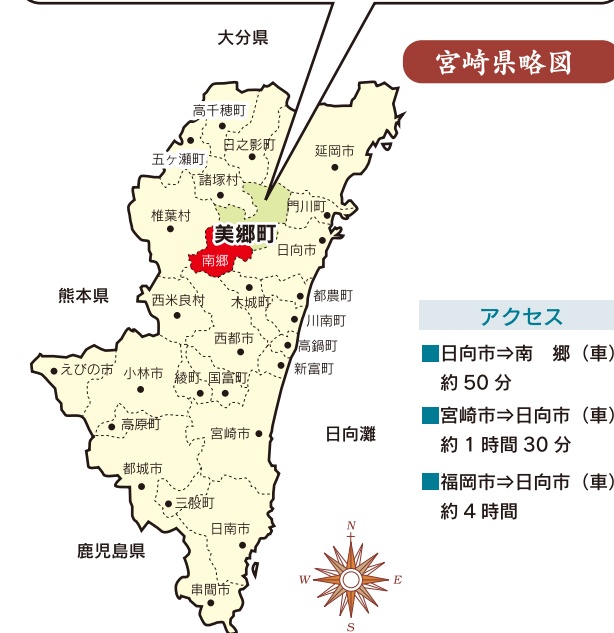 大分県
宮崎県略図
高千穂町
日之影町
延岡市
五ヶ瀬町
諸塚村
椎葉村
門川町
美郷町
日向市
南郷
熊本県
西米良村
木城町
都農町
川南町
アクセス
西都市
高鍋町
新富町
■日向市⇒南　郷（車）
約 50 分
えびの市
小林市
綾町
国富町
■宮崎市⇒日向市（車）
約 1 時間 30 分
高原町
宮崎市
日向灘
都城市
■福岡市⇒日向市（車）
約 4 時間
三股町
日南市
鹿児島県
串間市
N
W
E
S